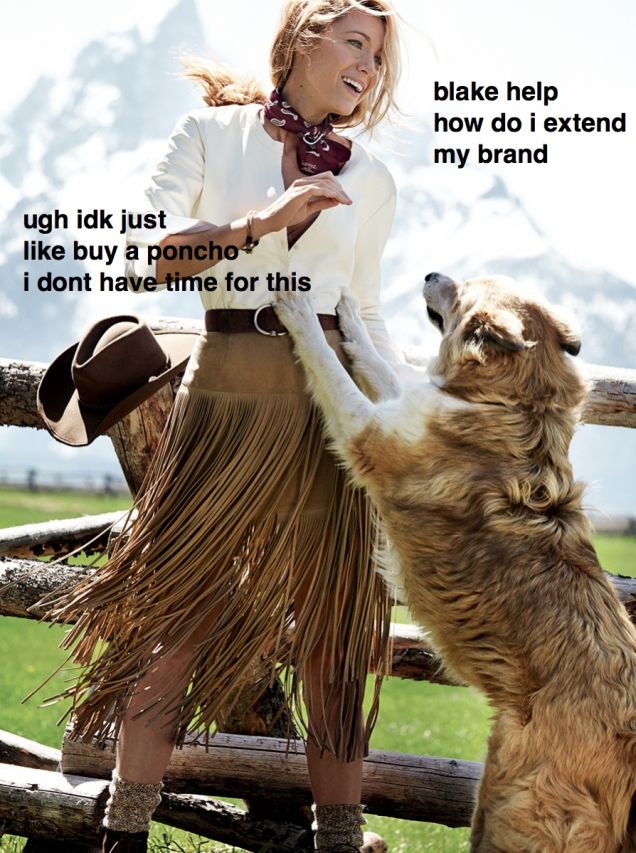 blake help
how do i extend
my brand
ugh idk just
like buy a poncho
i dont have time for this